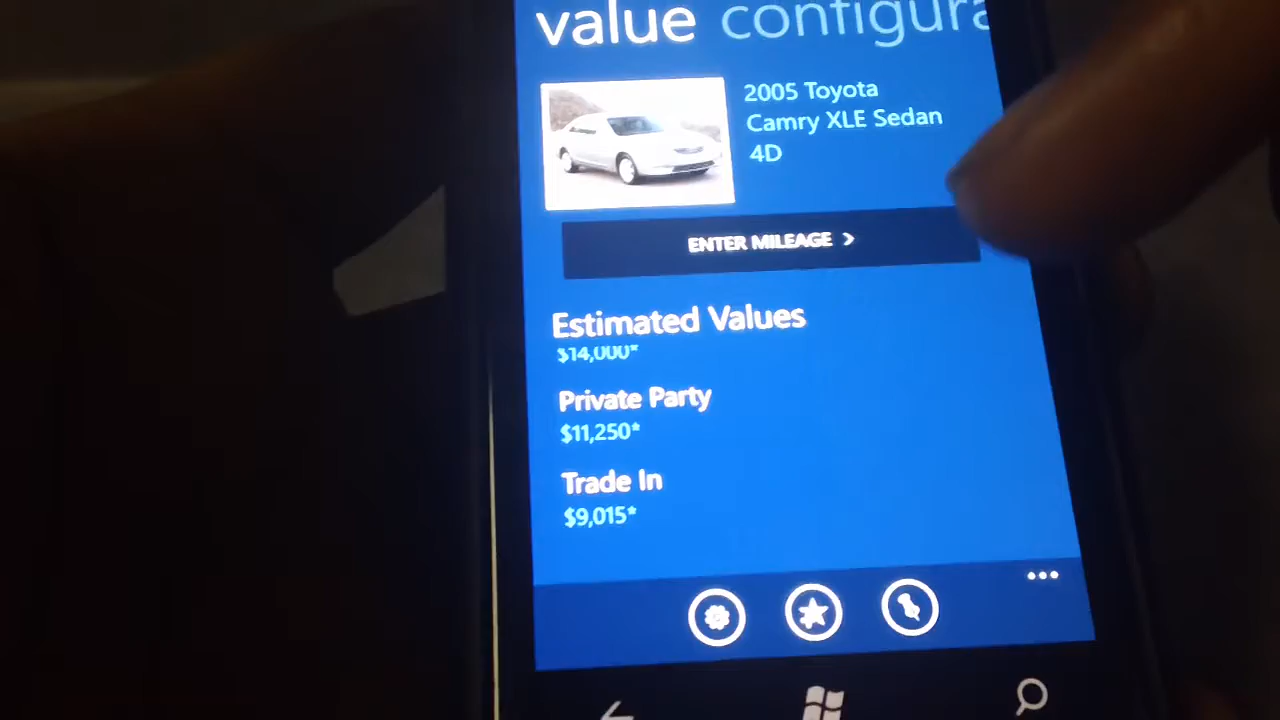 value configura
2005 Toyota
Camry XLE Sedan
4D
ENTER MILEAGE >
Estimated Values
$14,000*
Private Party
$11,250*
Trade In
$9,015*